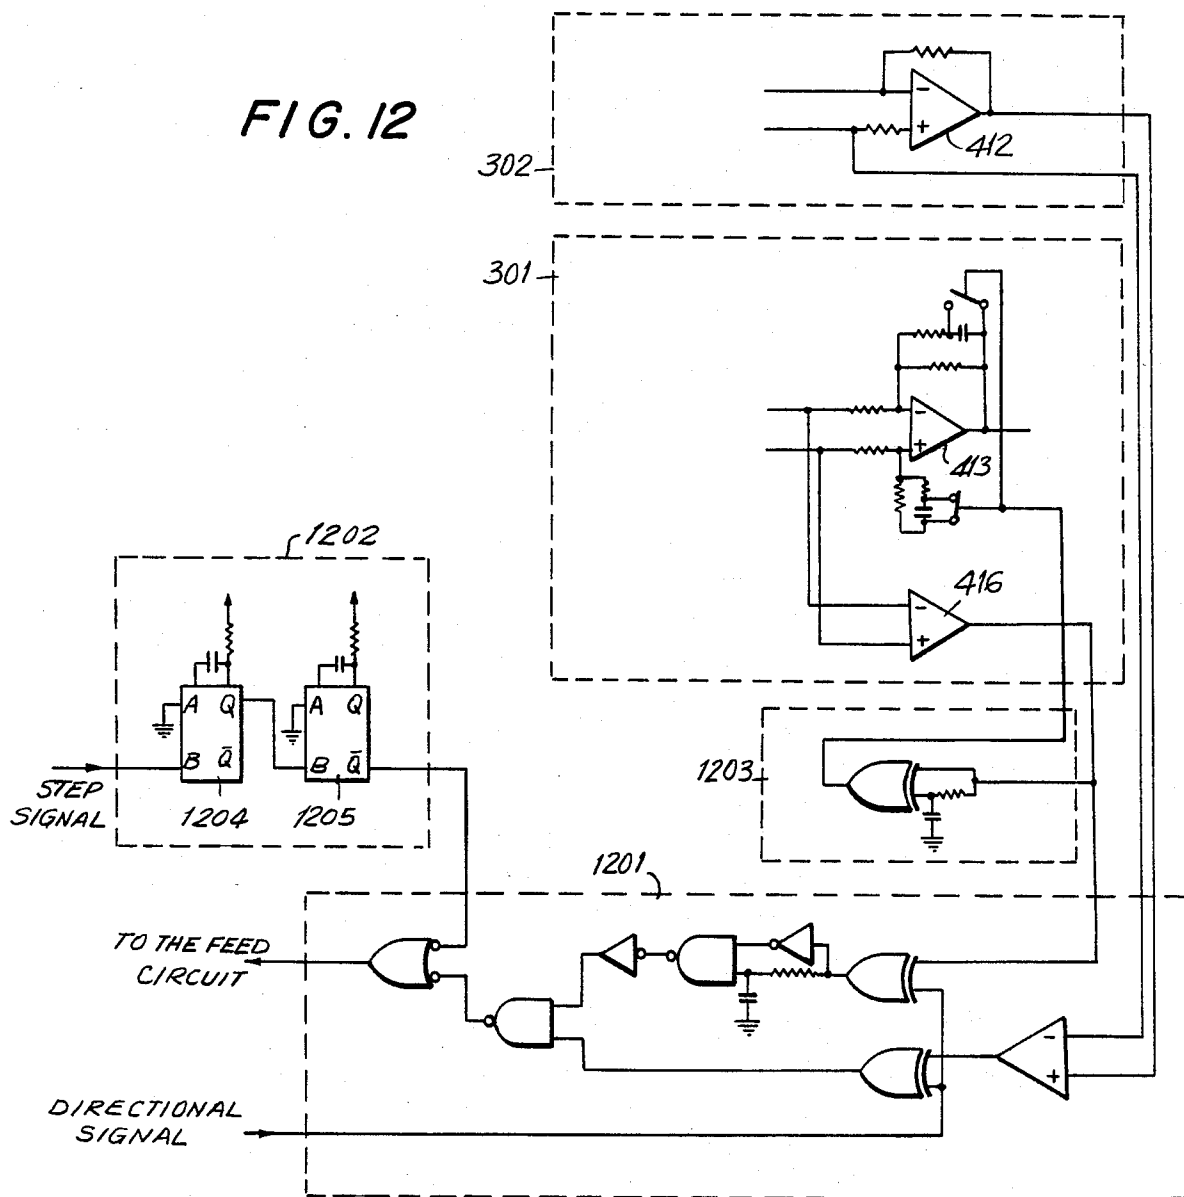 FIG. 12
302
-
+
412
301
-
+
413
416
-
+
1202
A Q
B Q̄
1204
A Q
B Q̄
1205
STEP
SIGNAL
1203
1201
TO THE FEED
CIRCUIT
-
+
DIRECTIONAL
SIGNAL